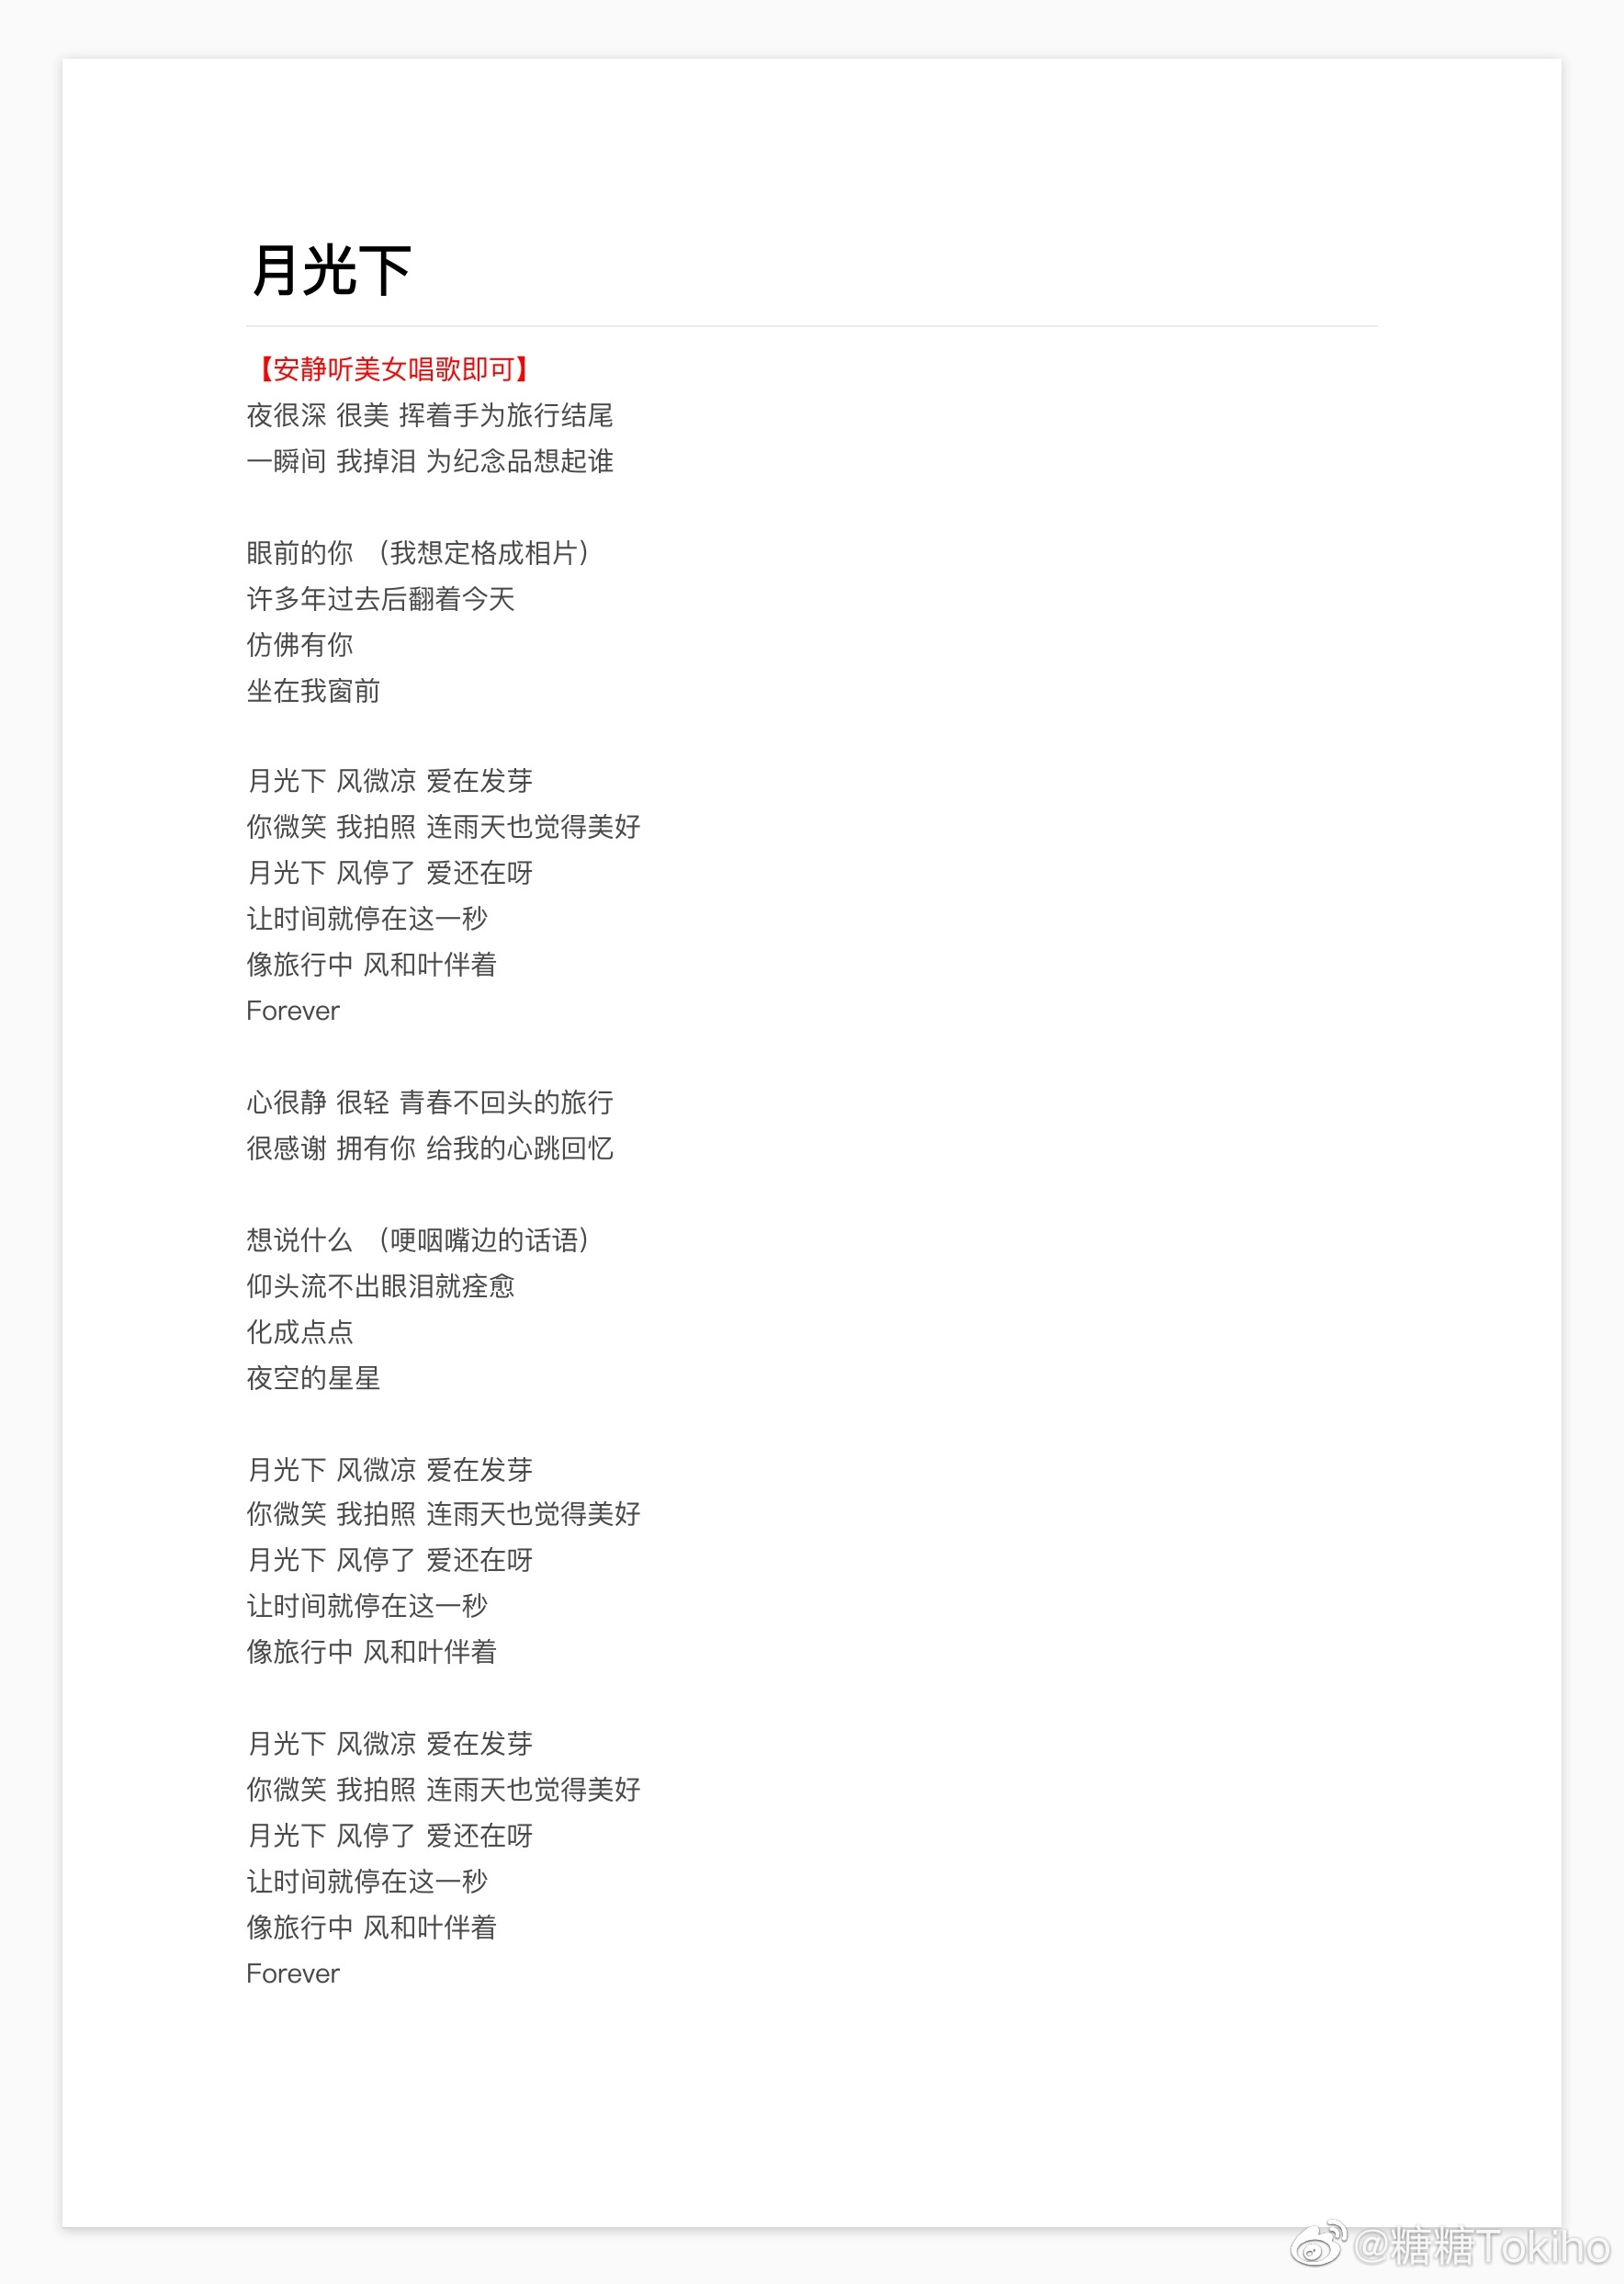 月光下
【安静听美女唱歌即可】
夜很深 很美 挥着手为旅行结尾
一瞬间 我掉泪 为纪念品想起谁
眼前的你 （我想定格成相片）
许多年过去后翻着今天
仿佛有你
坐在我窗前
月光下 风微凉 爱在发芽
你微笑 我拍照 连雨天也觉得美好
月光下 风停了 爱还在呀
让时间就停在这一秒
像旅行中 风和叶伴着
Forever
心很静 很轻 青春不回头的旅行
很感谢 拥有你 给我的心跳回忆
想说什么 （哽咽嘴边的话语）
仰头流不出眼泪就痊愈
化成点点
夜空的星星
月光下 风微凉 爱在发芽
你微笑 我拍照 连雨天也觉得美好
月光下 风停了 爱还在呀
让时间就停在这一秒
像旅行中 风和叶伴着
月光下 风微凉 爱在发芽
你微笑 我拍照 连雨天也觉得美好
月光下 风停了 爱还在呀
让时间就停在这一秒
像旅行中 风和叶伴着
Forever
@糖糖Tokiho